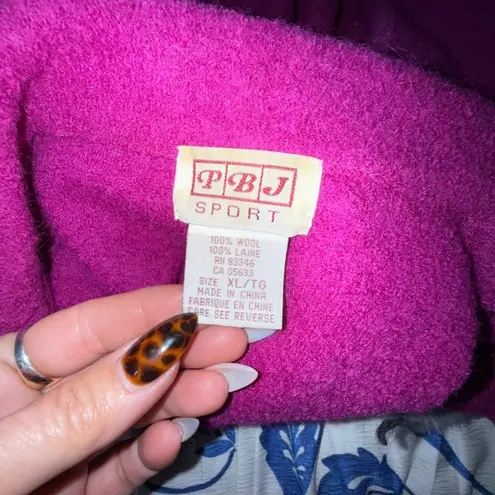 PBJ
SPORT
100% WOOL
100% LAINE
RN 83346
CA 05633
SIZE XL/TG
MADE IN CHINA
FABRIQUE EN CHINE
CARE SEE REVERSE